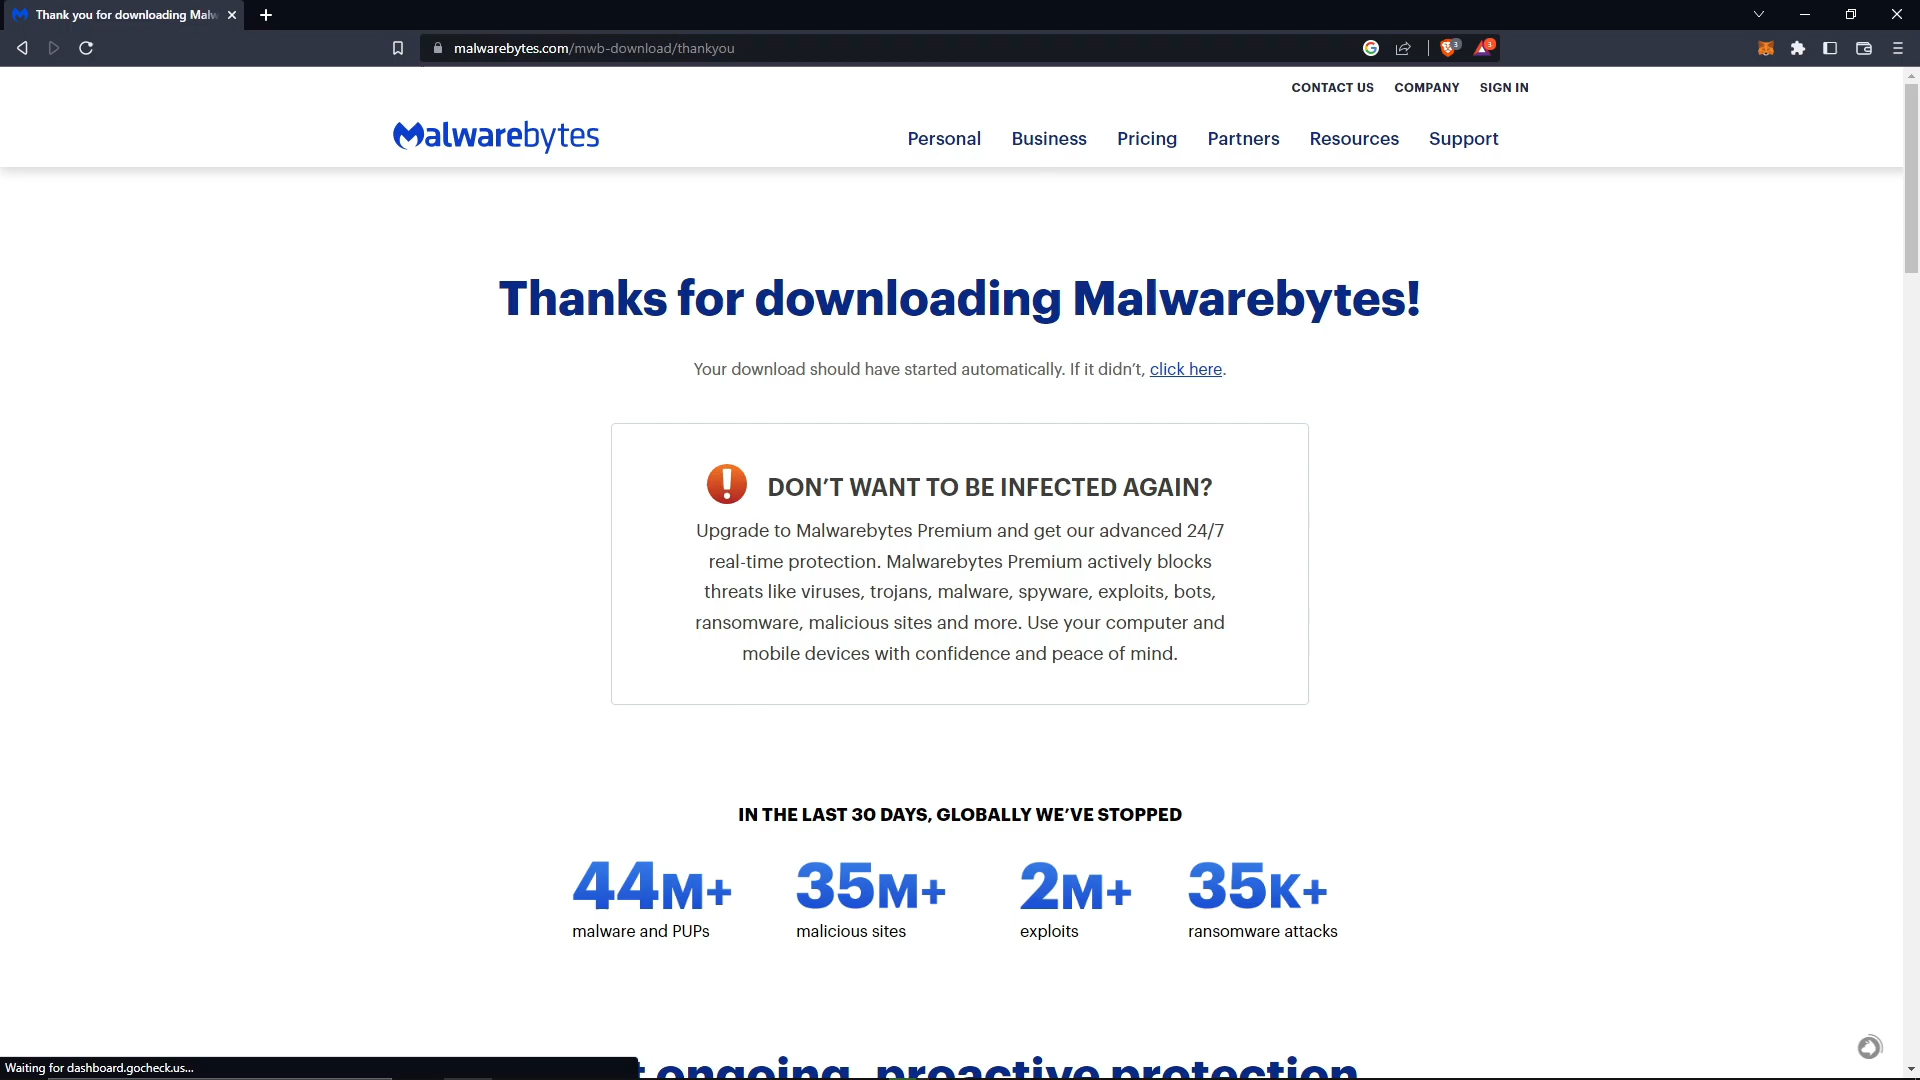 Thank you for downloading Malw
malwarebytes.com/mwb-download/thankyou
3
3
CONTACT US COMPANY SIGN IN
Malwarebytes
Personal Business Pricing Partners Resources Support
Thanks for downloading Malwarebytes!
Your download should have started automatically. If it didn’t, click here.
DON’T WANT TO BE INFECTED AGAIN?
Upgrade to Malwarebytes Premium and get our advanced 24/7
real-time protection. Malwarebytes Premium actively blocks
threats like viruses, trojans, malware, spyware, exploits, bots,
ransomware, malicious sites and more. Use your computer and
mobile devices with confidence and peace of mind.
IN THE LAST 30 DAYS, GLOBALLY WE’VE STOPPED
44M+ 35M+ 2M+ 35K+
malware and PUPs malicious sites exploits ransomware attacks
ongoing, proactive protection
Waiting for dashboard.gocheck.us...